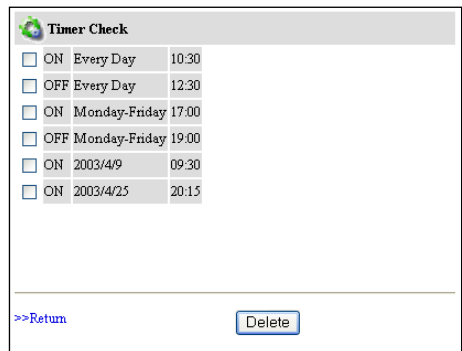 Timer Check
ON Every Day 10:30
OFF Every Day 12:30
ON Monday-Friday 17:00
OFF Monday-Friday 19:00
ON 2003/4/9 09:30
ON 2003/4/25 20:15
>>Return Delete